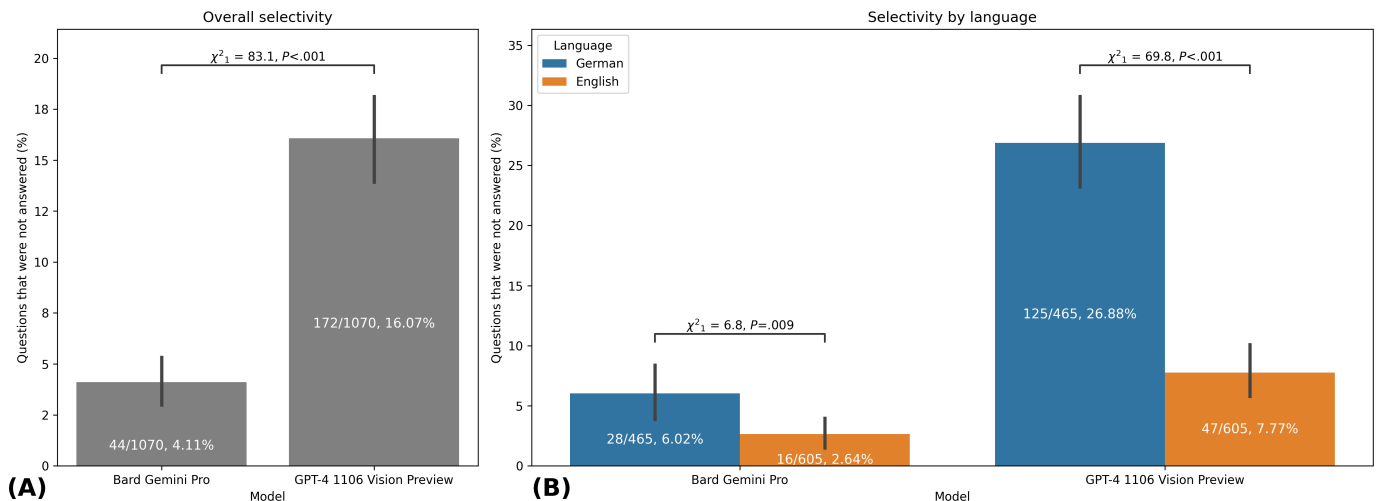 Overall selectivity
Questions that were not answered (%)
20
18
15
12
10
8
5
2
0
χ²₁ = 83.1, P<.001
172/1070, 16.07%
44/1070, 4.11%
Bard Gemini Pro
GPT-4 1106 Vision Preview
Model
(A)
Selectivity by language
Questions that were not answered (%)
35
30
25
20
15
10
5
0
Language
German
English
χ²₁ = 69.8, P<.001
χ²₁ = 6.8, P=.009
125/465, 26.88%
28/465, 6.02%
16/605, 2.64%
47/605, 7.77%
Bard Gemini Pro
GPT-4 1106 Vision Preview
Model
(B)